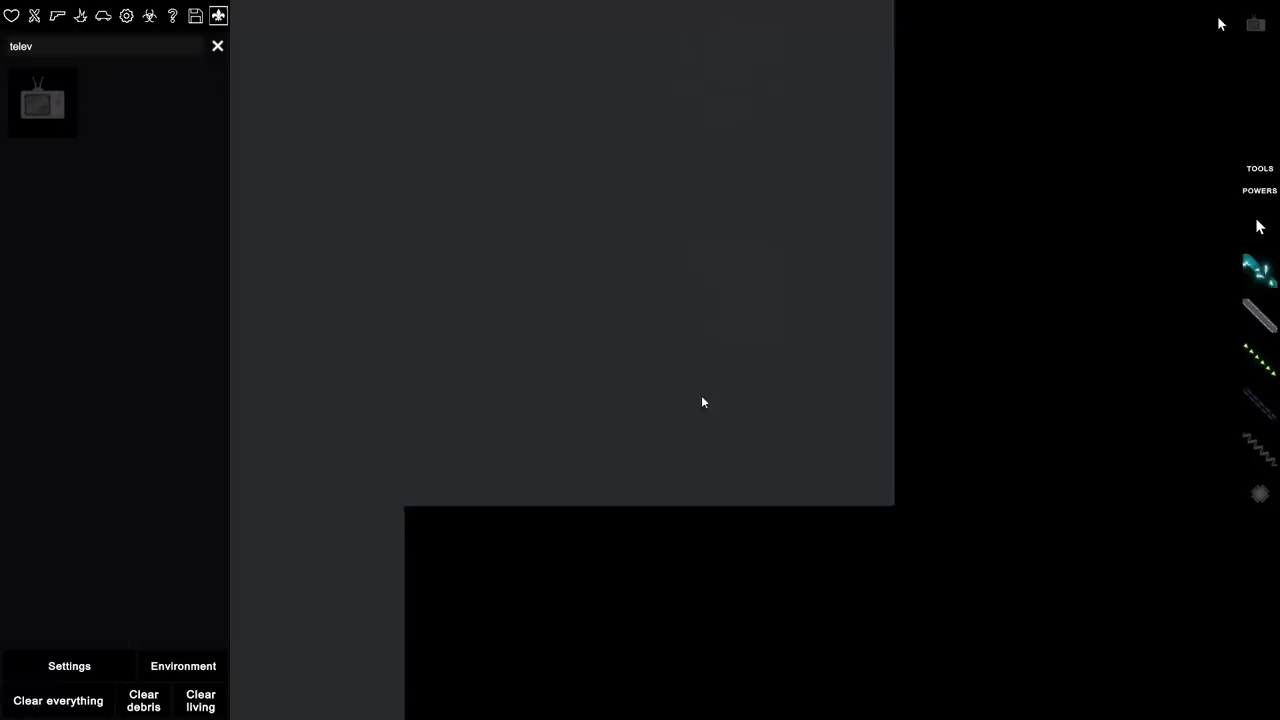 telev
TOOLS
POWERS
Settings
Environment
Clear everything
Clear
debris
Clear
living